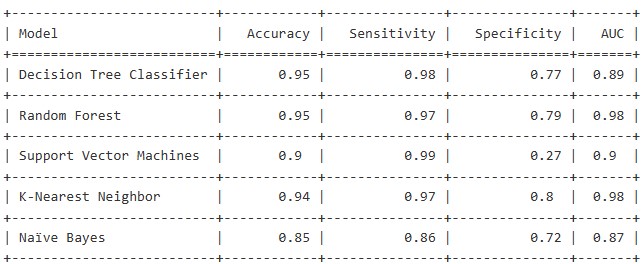 +--------------------------+------------+---------------+---------------+-------+
| Model                    |   Accuracy |   Sensitivity |   Specificity |   AUC |
+==========================+============+===============+===============+=======+
| Decision Tree Classifier |       0.95 |          0.98 |          0.77 |  0.89 |
+--------------------------+------------+---------------+---------------+-------+
| Random Forest            |       0.95 |          0.97 |          0.79 |  0.98 |
+--------------------------+------------+---------------+---------------+-------+
| Support Vector Machines  |       0.9  |          0.99 |          0.27 |  0.9  |
+--------------------------+------------+---------------+---------------+-------+
| K-Nearest Neighbor       |       0.94 |          0.97 |          0.8  |  0.98 |
+--------------------------+------------+---------------+---------------+-------+
| Naïve Bayes              |       0.85 |          0.86 |          0.72 |  0.87 |
+--------------------------+------------+---------------+---------------+-------+